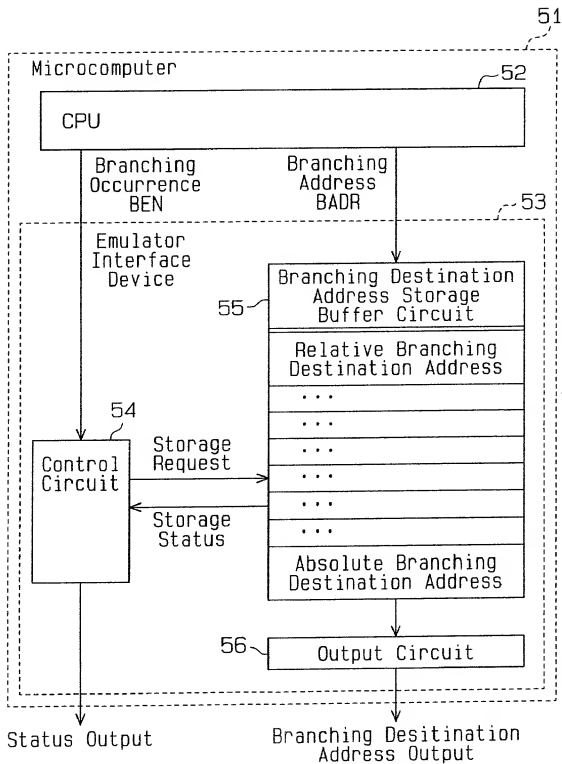 51
Microcomputer
52
CPU
Branching
Occurrence
BEN
Branching
Address
BADR
53
Emulator
Interface
Device
55
Branching Destination
Address Storage
Buffer Circuit
Relative Branching
Destination Address
...
...
...
...
...
...
54
Control
Circuit
Storage
Request
Storage
Status
Absolute Branching
Destination Address
56
Output Circuit
Status Output
Branching Desitination
Address Output